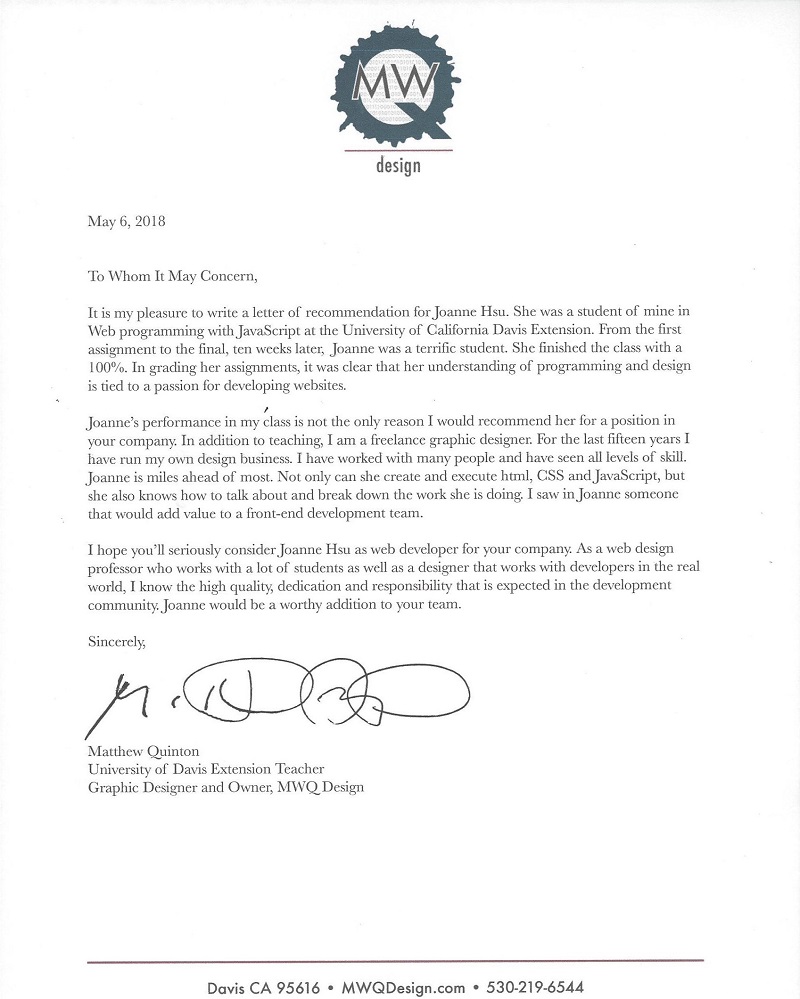 MWQ
design
May 6, 2018
To Whom It May Concern,
It is my pleasure to write a letter of recommendation for Joanne Hsu. She was a student of mine in
Web programming with JavaScript at the University of California Davis Extension. From the first
assignment to the final, ten weeks later, Joanne was a terrific student. She finished the class with a
100%. In grading her assignments, it was clear that her understanding of programming and design
is tied to a passion for developing websites.
Joanne’s performance in my class is not the only reason I would recommend her for a position in
your company. In addition to teaching, I am a freelance graphic designer. For the last fifteen years I
have run my own design business. I have worked with many people and have seen all levels of skill.
Joanne is miles ahead of most. Not only can she create and execute html, CSS and JavaScript, but
she also knows how to talk about and break down the work she is doing. I saw in Joanne someone
that would add value to a front-end development team.
I hope you’ll seriously consider Joanne Hsu as web developer for your company. As a web design
professor who works with a lot of students as well as a designer that works with developers in the real
world, I know the high quality, dedication and responsibility that is expected in the development
community. Joanne would be a worthy addition to your team.
Sincerely,
Matthew Quinton
University of Davis Extension Teacher
Graphic Designer and Owner, MWQ Design
Davis CA 95616 • MWQDesign.com • 530-219-6544